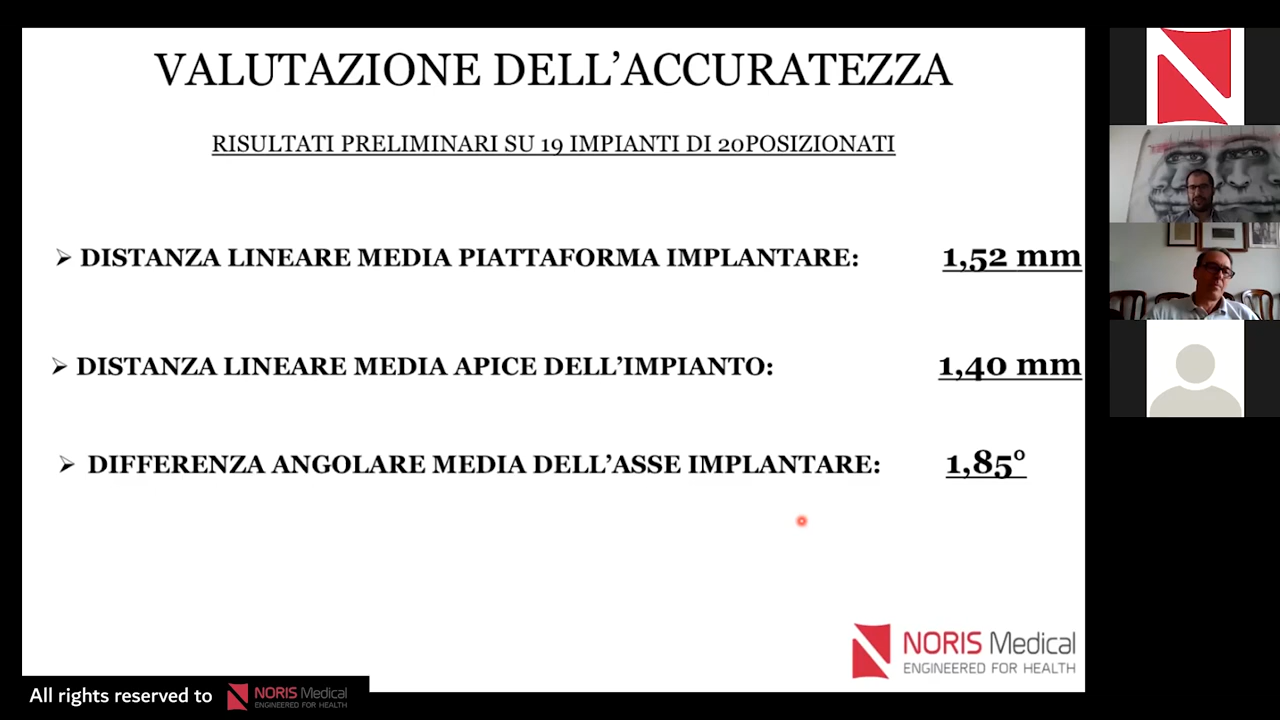 VALUTAZIONE DELL’ACCURATEZZA
RISULTATI PRELIMINARI SU 19 IMPIANTI DI 20POSIZIONATI
➢ DISTANZA LINEARE MEDIA PIATTAFORMA IMPLANTARE: 1,52 mm
➢ DISTANZA LINEARE MEDIA APICE DELL’IMPIANTO: 1,40 mm
➢ DIFFERENZA ANGOLARE MEDIA DELL’ASSE IMPLANTARE: 1,85°
NORIS Medical
ENGINEERED FOR HEALTH
All rights reserved to NORIS Medical
ENGINEERED FOR HEALTH